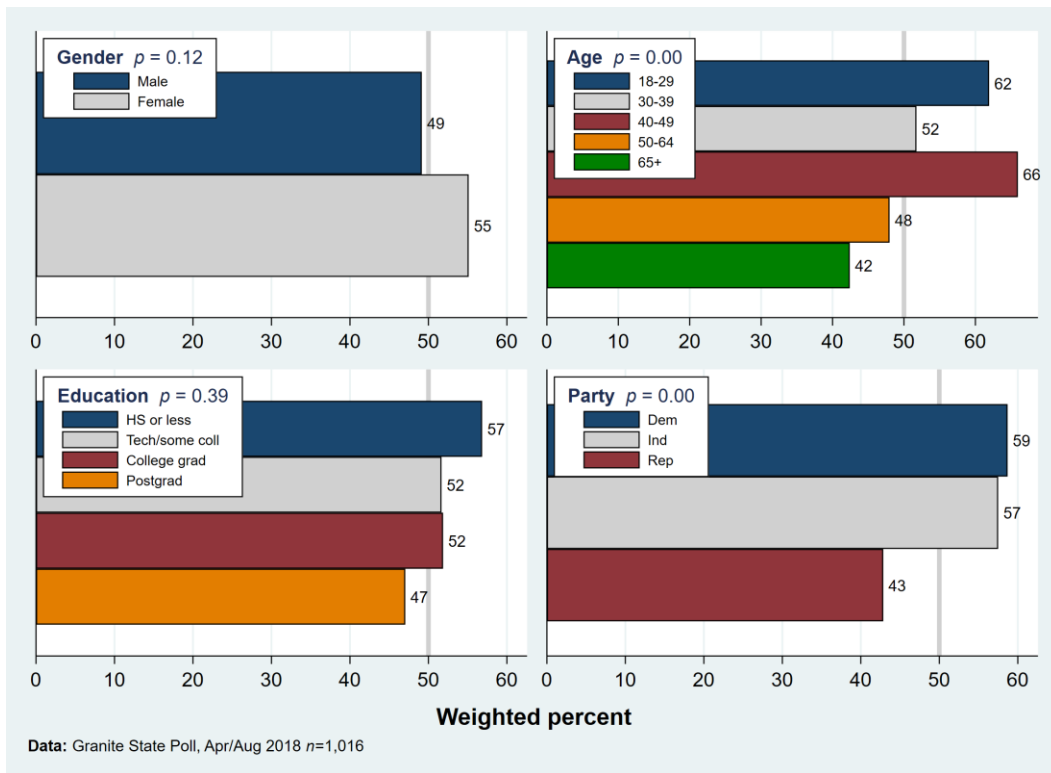 Gender p = 0.12
Male
Female
49
55
0 10 20 30 40 50 60
Age p = 0.00
18-29
30-39
40-49
50-64
65+
62
52
66
48
42
0 10 20 30 40 50 60
Education p = 0.39
HS or less
Tech/some coll
College grad
Postgrad
57
52
52
47
0 10 20 30 40 50 60
Party p = 0.00
Dem
Ind
Rep
59
57
43
0 10 20 30 40 50 60
Weighted percent
Data: Granite State Poll, Apr/Aug 2018 n=1,016